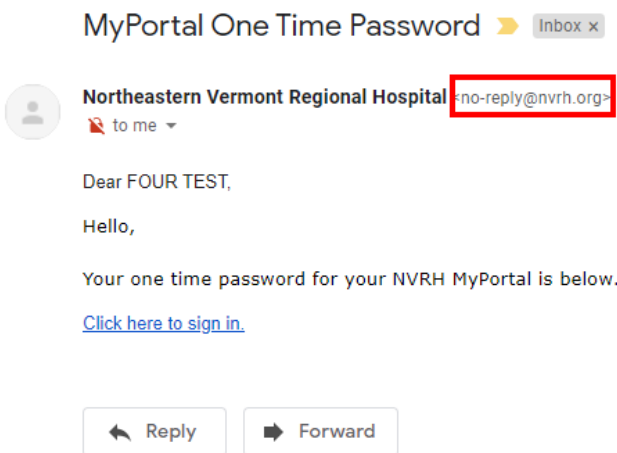 MyPortal One Time Password Inbox x
Northeastern Vermont Regional Hospital <no-reply@nvrh.org>
to me
Dear FOUR TEST,
Hello,
Your one time password for your NVRH MyPortal is below.
Click here to sign in.
Reply Forward